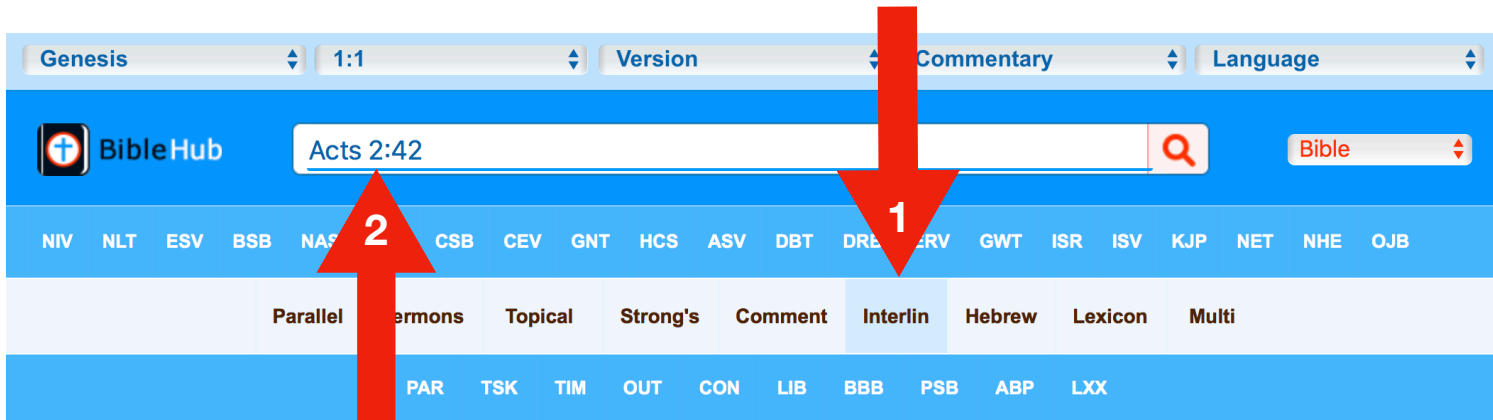 Genesis 1:1 Version Commentary Language
BibleHub Acts 2:42 Bible
1
2
NIV NLT ESV BSB CSB CEV GNT HCS ASV DBT GWT ISR ISV KJP NET NHE OJB
Parallel Topical Strong's Comment Interlin Hebrew Lexicon Multi
PAR TSK TIM OUT CON LIB BBB PSB ABP LXX